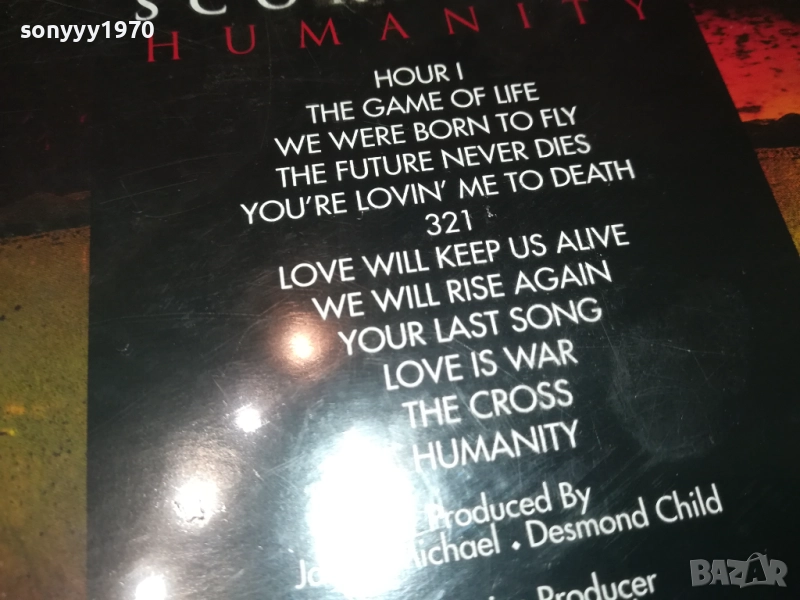 sonyyy1970
HUMANITY
HOUR I
THE GAME OF LIFE
WE WERE BORN TO FLY
THE FUTURE NEVER DIES
YOU'RE LOVIN' ME TO DEATH
321
LOVE WILL KEEP US ALIVE
WE WILL RISE AGAIN
YOUR LAST SONG
LOVE IS WAR
THE CROSS
HUMANITY
Produced By
Michael . Desmond Child
Producer
BAZAR